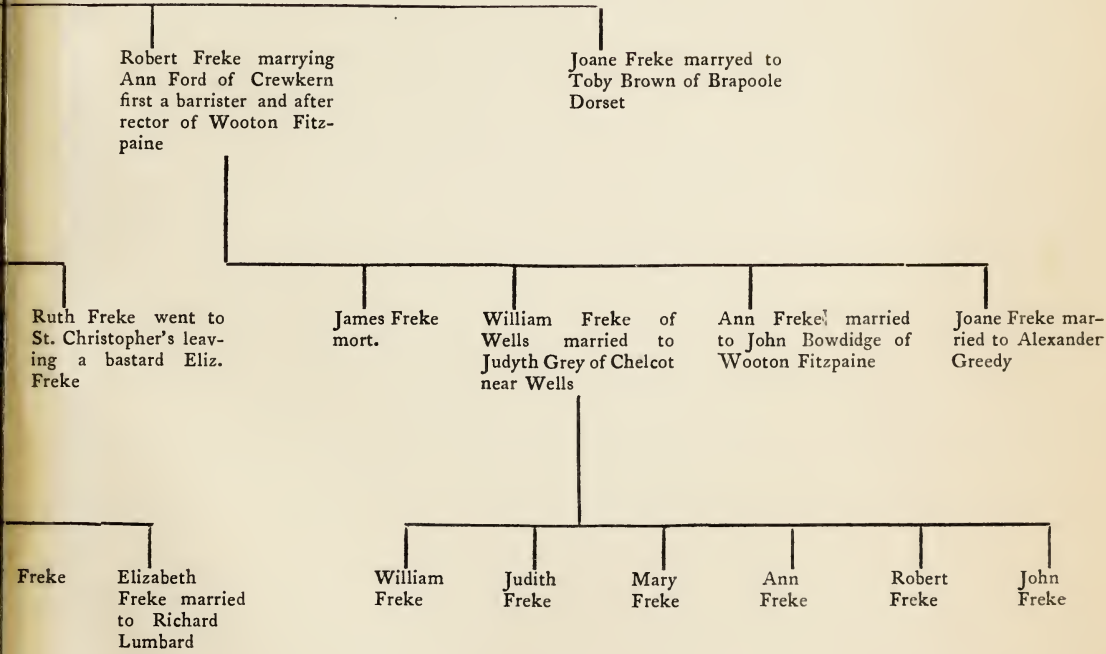 Robert Freke marrying
Ann Ford of Crewkern
first a barrister and after
rector of Wooton Fitz-
paine
Joane Freke marryed to
Toby Brown of Brapoole
Dorset
Ruth Freke went to
St. Christopher's leav-
ing a bastard Eliz.
Freke
James Freke
mort.
William Freke of
Wells married to
Judyth Grey of Chelcot
near Wells
Ann Freke married
to John Bowdidge of
Wooton Fitzpaine
Joane Freke mar-
ried to Alexander
Greedy
Freke
Elizabeth
Freke married
to Richard
Lumbard
William
Freke
Judith
Freke
Mary
Freke
Ann
Freke
Robert
Freke
John
Freke